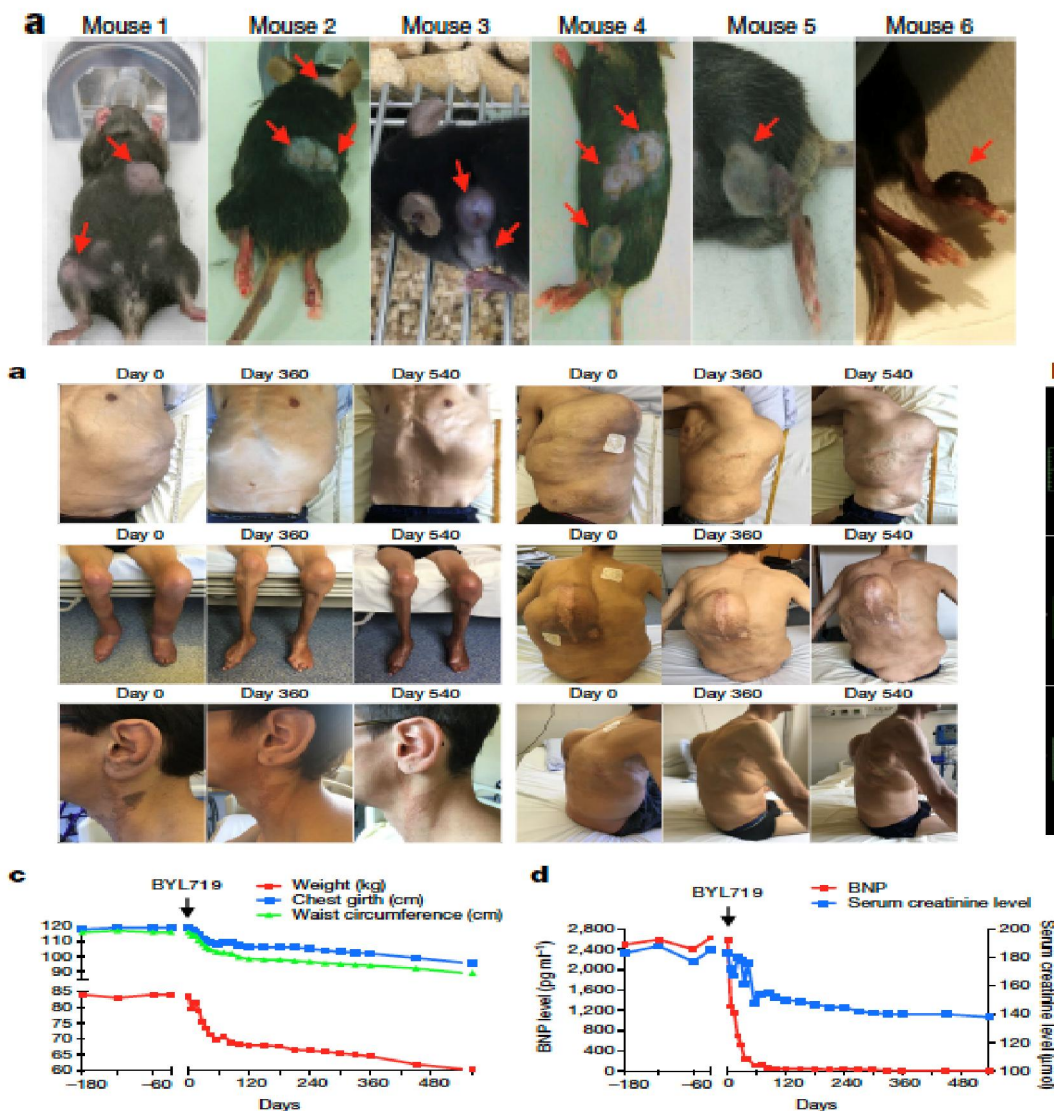 a
Mouse 1 Mouse 2 Mouse 3 Mouse 4 Mouse 5 Mouse 6
a
Day 0 Day 360 Day 540 Day 0 Day 360 Day 540
Day 0 Day 360 Day 540 Day 0 Day 360 Day 540
Day 0 Day 360 Day 540 Day 0 Day 360 Day 540
c
BYL719
Weight (kg)
Chest girth (cm)
Waist circumference (cm)
120
110
100
90
85
80
75
70
65
60
−180 −60 0 120 240 360 480
Days
d
BYL719
BNP
Serum creatinine level
BNP level (pg ml⁻¹)
2,800
2,400
2,000
1,600
1,200
800
400
0
200
180
160
140
120
100
Serum creatinine level (µmol)
−180 −60 0 120 240 360 480
Days